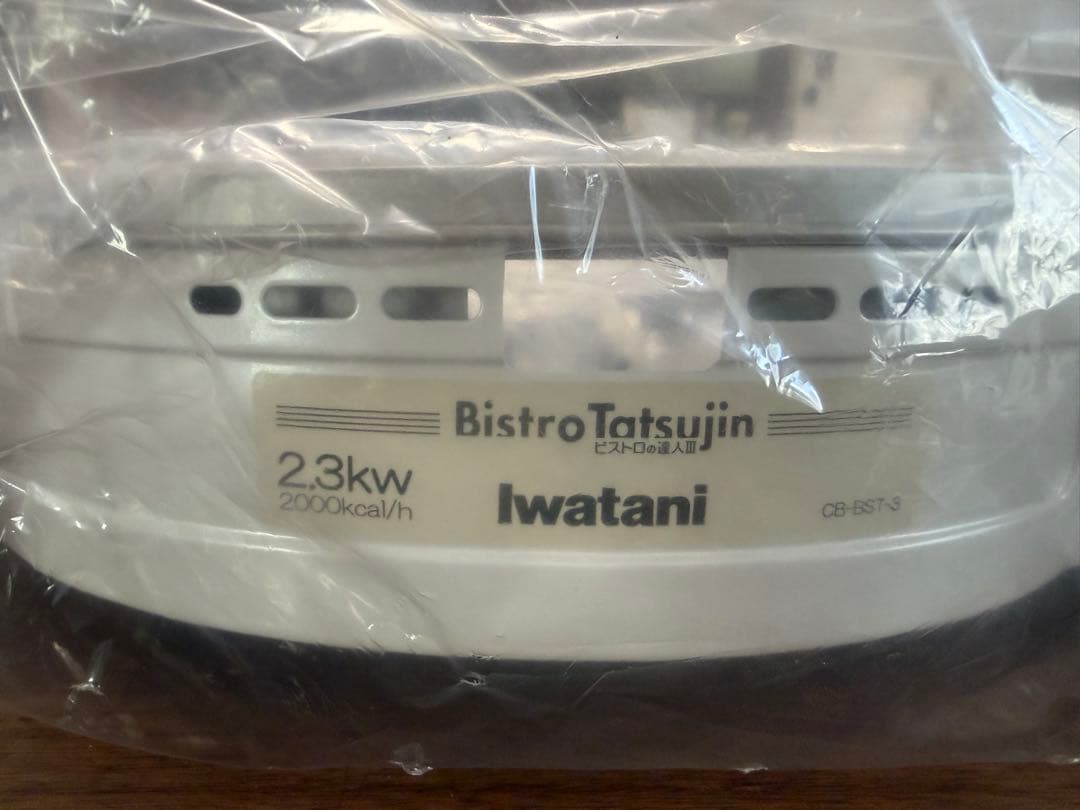 Bistro Tatsujin
ビストロの達人Ⅲ
2.3kw
2000kcal/h
Iwatani
CB-BST-3